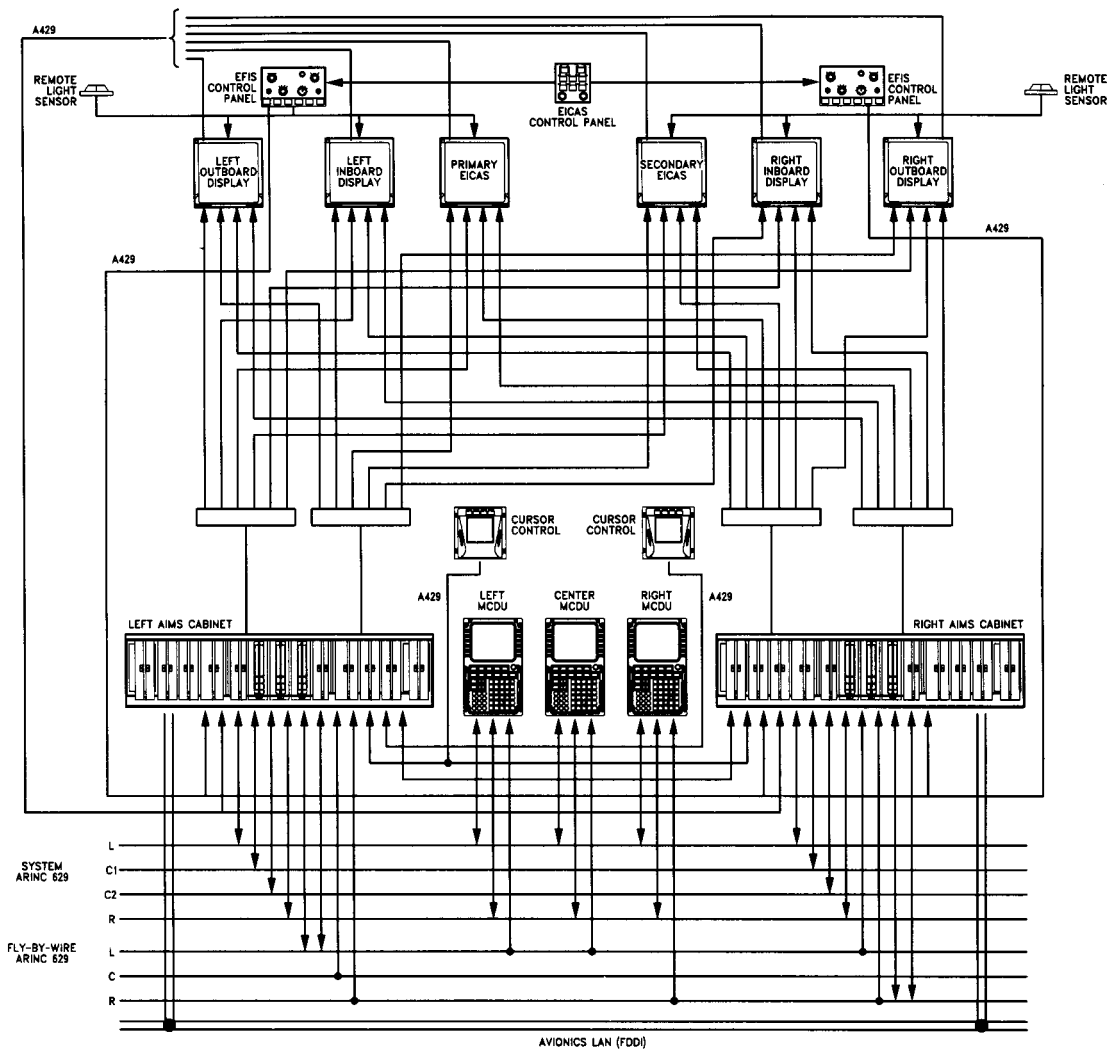 A429
REMOTE
LIGHT
SENSOR
EFIS
CONTROL
PANEL
EICAS
CONTROL PANEL
EFIS
CONTROL
PANEL
REMOTE
LIGHT
SENSOR
LEFT
OUTBOARD
DISPLAY
LEFT
INBOARD
DISPLAY
PRIMARY
EICAS
SECONDARY
EICAS
RIGHT
INBOARD
DISPLAY
RIGHT
OUTBOARD
DISPLAY
A429
A429
CURSOR
CONTROL
CURSOR
CONTROL
A429
A429
LEFT
MCDU
CENTER
MCDU
RIGHT
MCDU
LEFT AIMS CABINET
RIGHT AIMS CABINET
SYSTEM
ARINC 629
L
C1
C2
R
FLY-BY-WIRE
ARINC 629
L
C
R
AVIONICS LAN (FDDI)